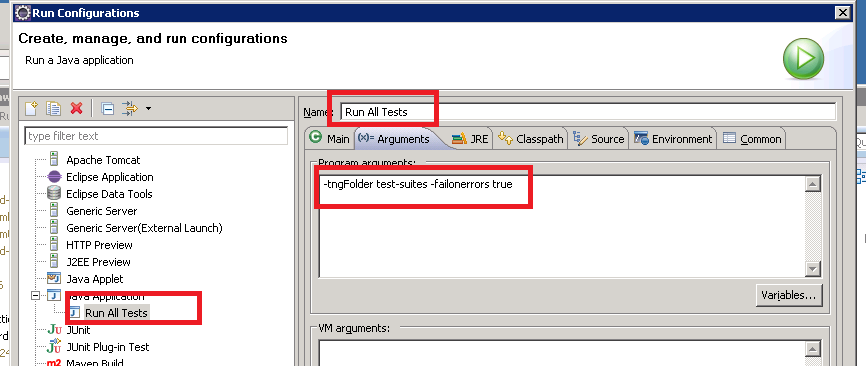 Run Configurations
Create, manage, and run configurations
Run a Java application
Name: Run All Tests
type filter text
Main (x)= Arguments JRE Classpath Source Environment Common
Apache Tomcat
Eclipse Application
Eclipse Data Tools
Generic Server
Generic Server(External Launch)
HTTP Preview
J2EE Preview
Java Applet
Java Application
Run All Tests
JUnit
JUnit Plug-in Test
m2 Maven Build
Program arguments:
-tngFolder test-suites -failonerrors true
Variables...
VM arguments: